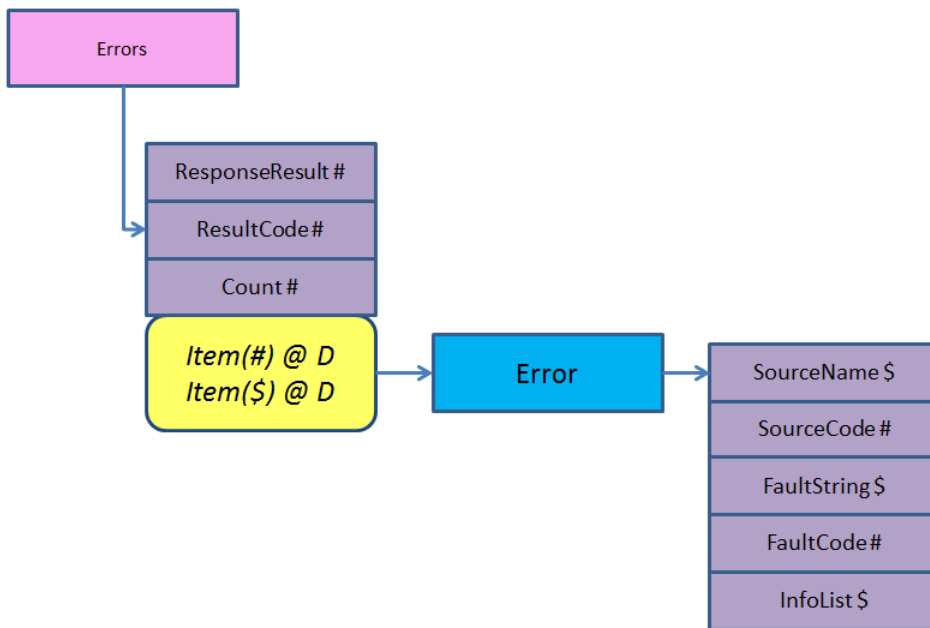 Errors
ResponseResult #
ResultCode #
Count #
Item(#) @ D
Item($) @ D
Error
SourceName $
SourceCode #
FaultString $
FaultCode #
InfoList $